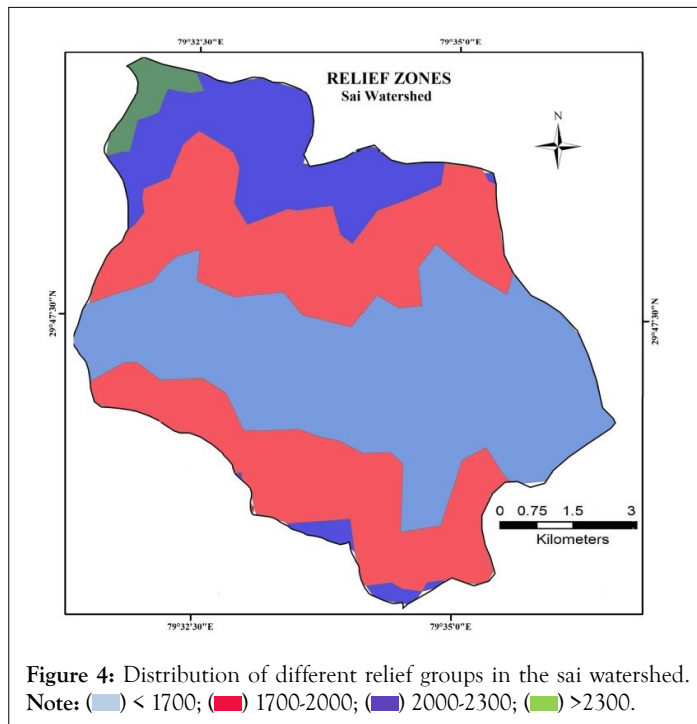 79°32'30"E 79°35'0"E
RELIEF ZONES
Sai Watershed
N
29°47'30"N 29°47'30"N
0 0.75 1.5 3
Kilometers
79°32'30"E 79°35'0"E
Figure 4: Distribution of different relief groups in the sai watershed.
Note: ( ) < 1700; ( ) 1700-2000; ( ) 2000-2300; ( ) >2300.